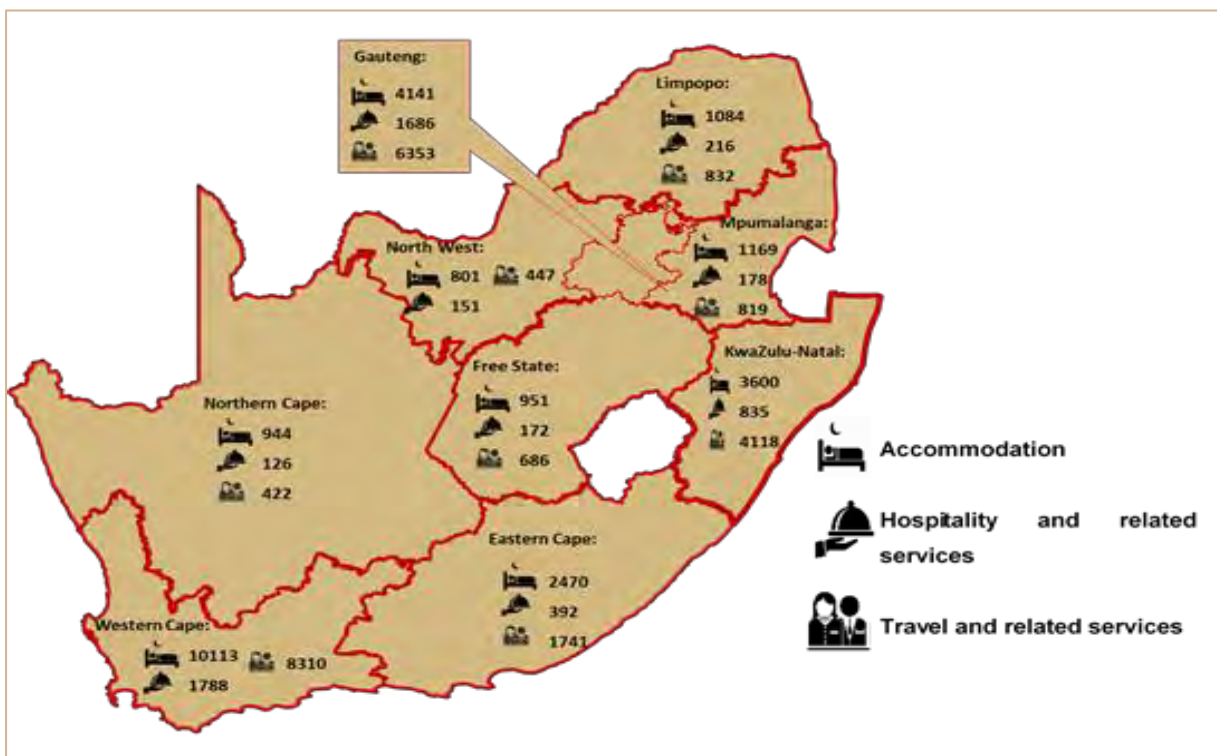 Gauteng:
4141
1686
6353
Limpopo:
1084
216
832
Mpumalanga:
1169
178
819
North West:
801 447
151
KwaZulu-Natal:
3600
835
4118
Free State:
951
172
686
Northern Cape:
944
126
422
Eastern Cape:
2470
392
1741
Western Cape:
10113 8310
1788
Accommodation
Hospitality and related
services
Travel and related services